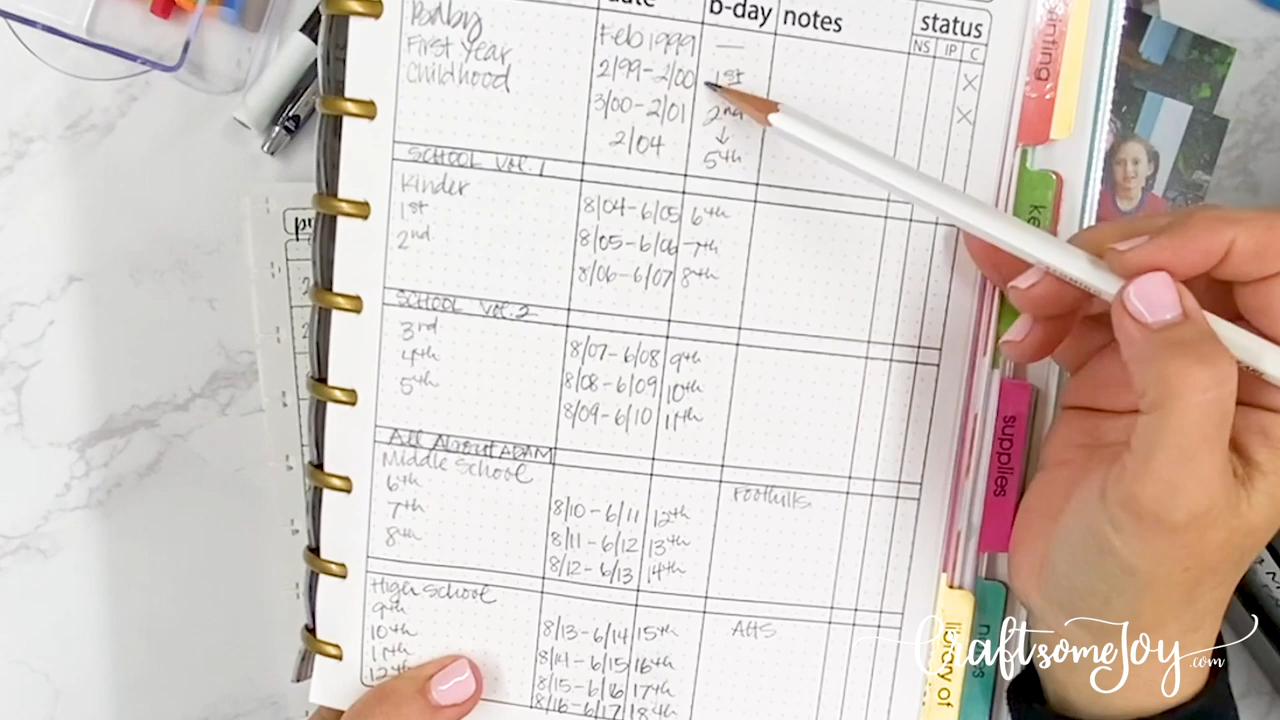 date b-day notes status
NS IP C
Baby Feb 1999 —
First Year 2/99-2/00 1st X
Childhood 3/00-2/01 2nd X
2/04 5th
SCHOOL Vol. 1
Kinder 8/04-6/05 6th
1st 8/05-6/06 7th
2nd 8/06-6/07 8th
SCHOOL Vol. 2
3rd 8/07-6/08 9th
4th 8/08-6/09 10th
5th 8/09-6/10 11th
All About ADAM
Middle School Foothills
6th 8/10-6/11 12th
7th 8/11-6/12 13th
8th 8/12-6/13 14th
High School AHS
9th 8/13-6/14 15th
10th 8/14-6/15 16th
11th 8/15-6/16 17th
12th 8/16-6/17 18th
supplies
library of
CraftsomeJoy.com